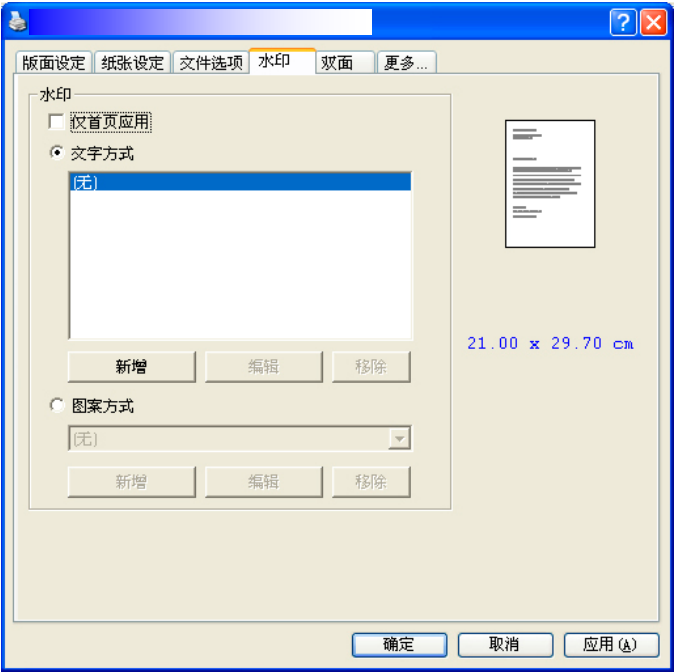 版面设定 纸张设定 文件选项 水印 双面 更多...
水印
仅首页应用
文字方式
(无)
新增 编辑 移除
21.00 x 29.70 cm
图案方式
(无)
新增 编辑 移除
确定 取消 应用(A)